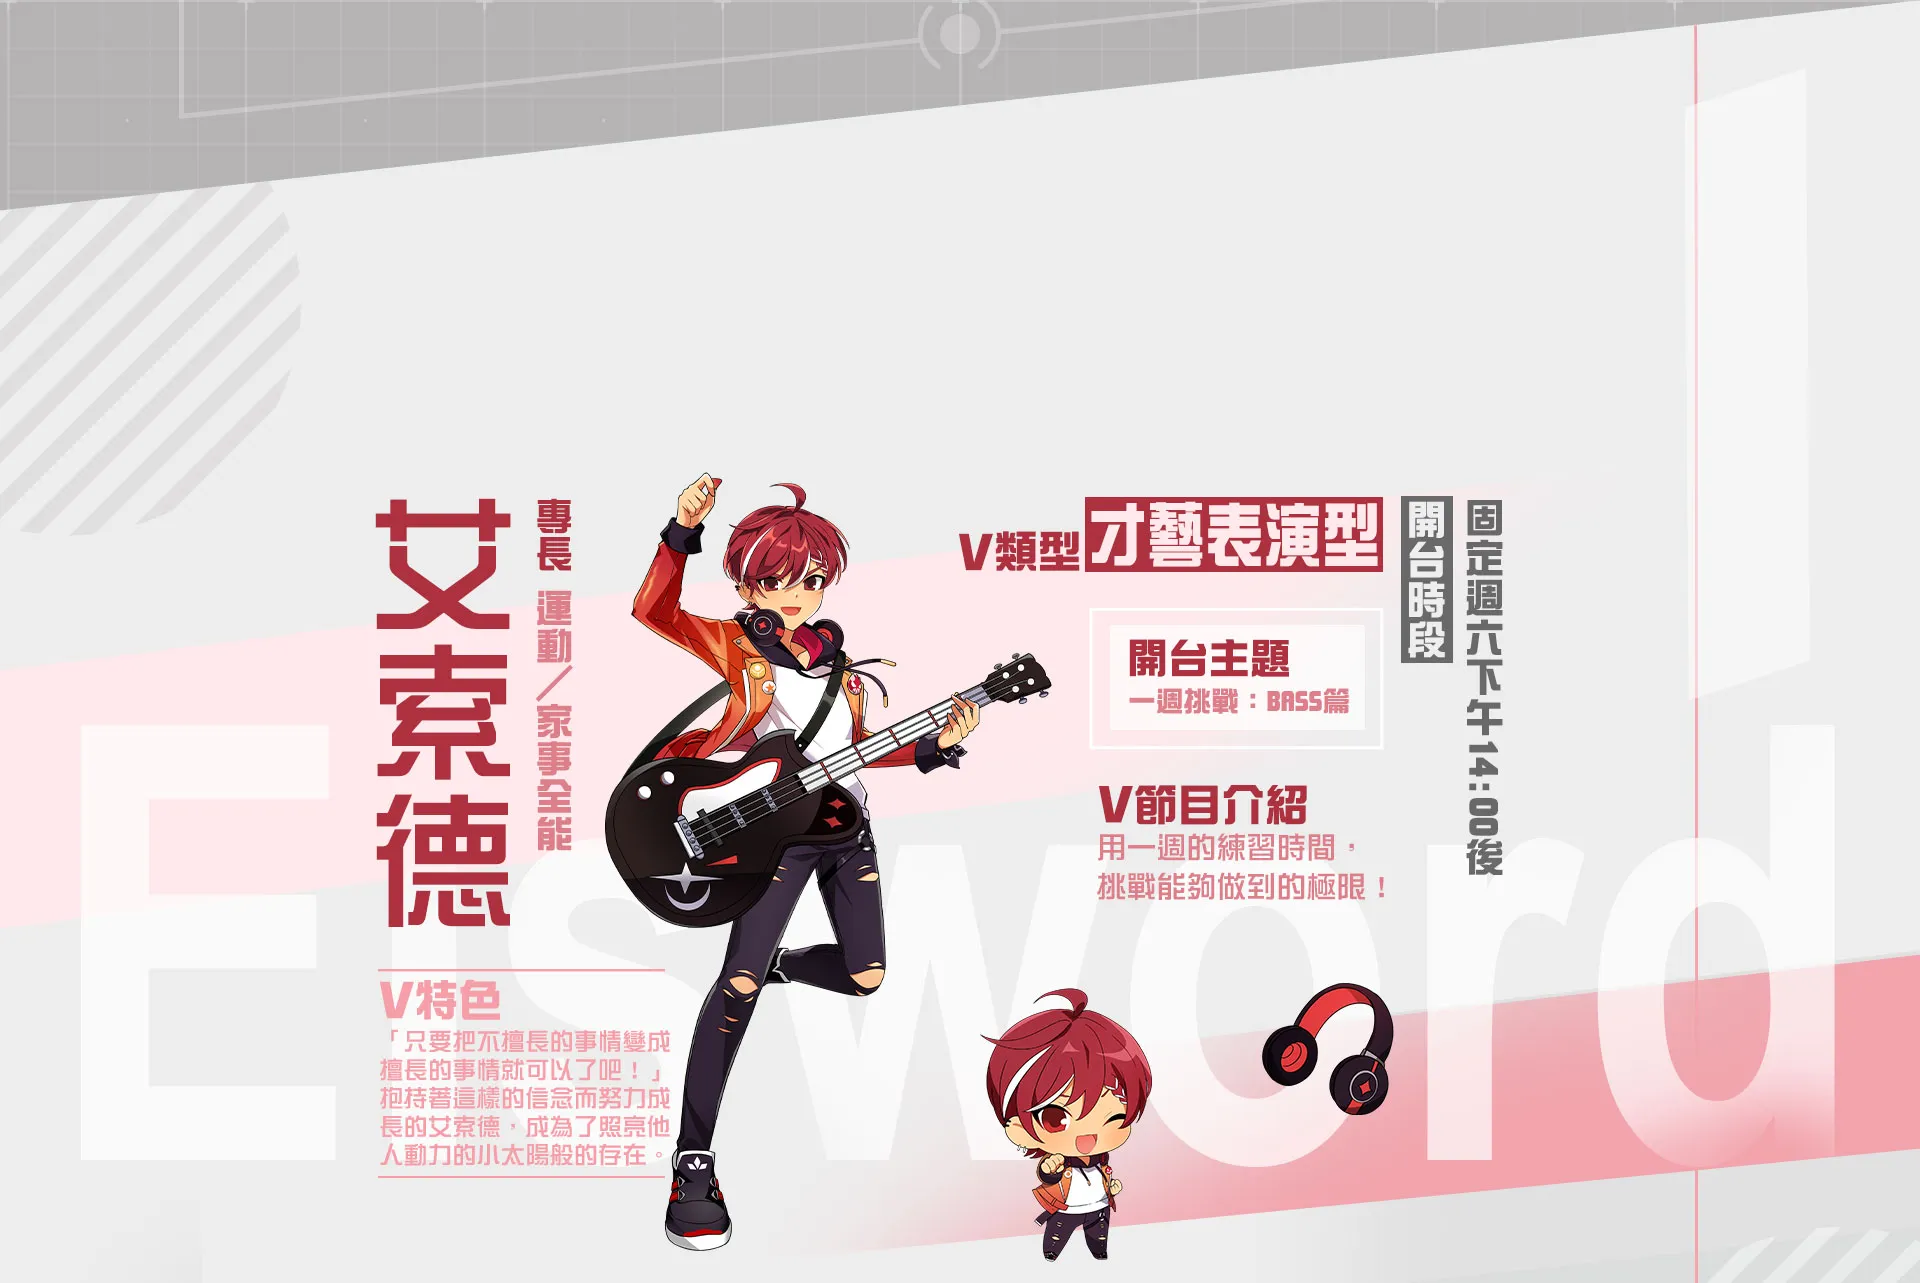 艾索德
專長 運動/家事全能
V特色
「只要把不擅長的事情變成
擅長的事情就可以了吧!」
抱持著這樣的信念而努力成
長的艾索德,成為了照亮他
人動力的小太陽般的存在。
V類型 才藝表演型
開台主題
一週挑戰:BASS篇
V節目介紹
用一週的練習時間,
挑戰能夠做到的極限!
開台時段
固定週六下午14:00後
Elsword